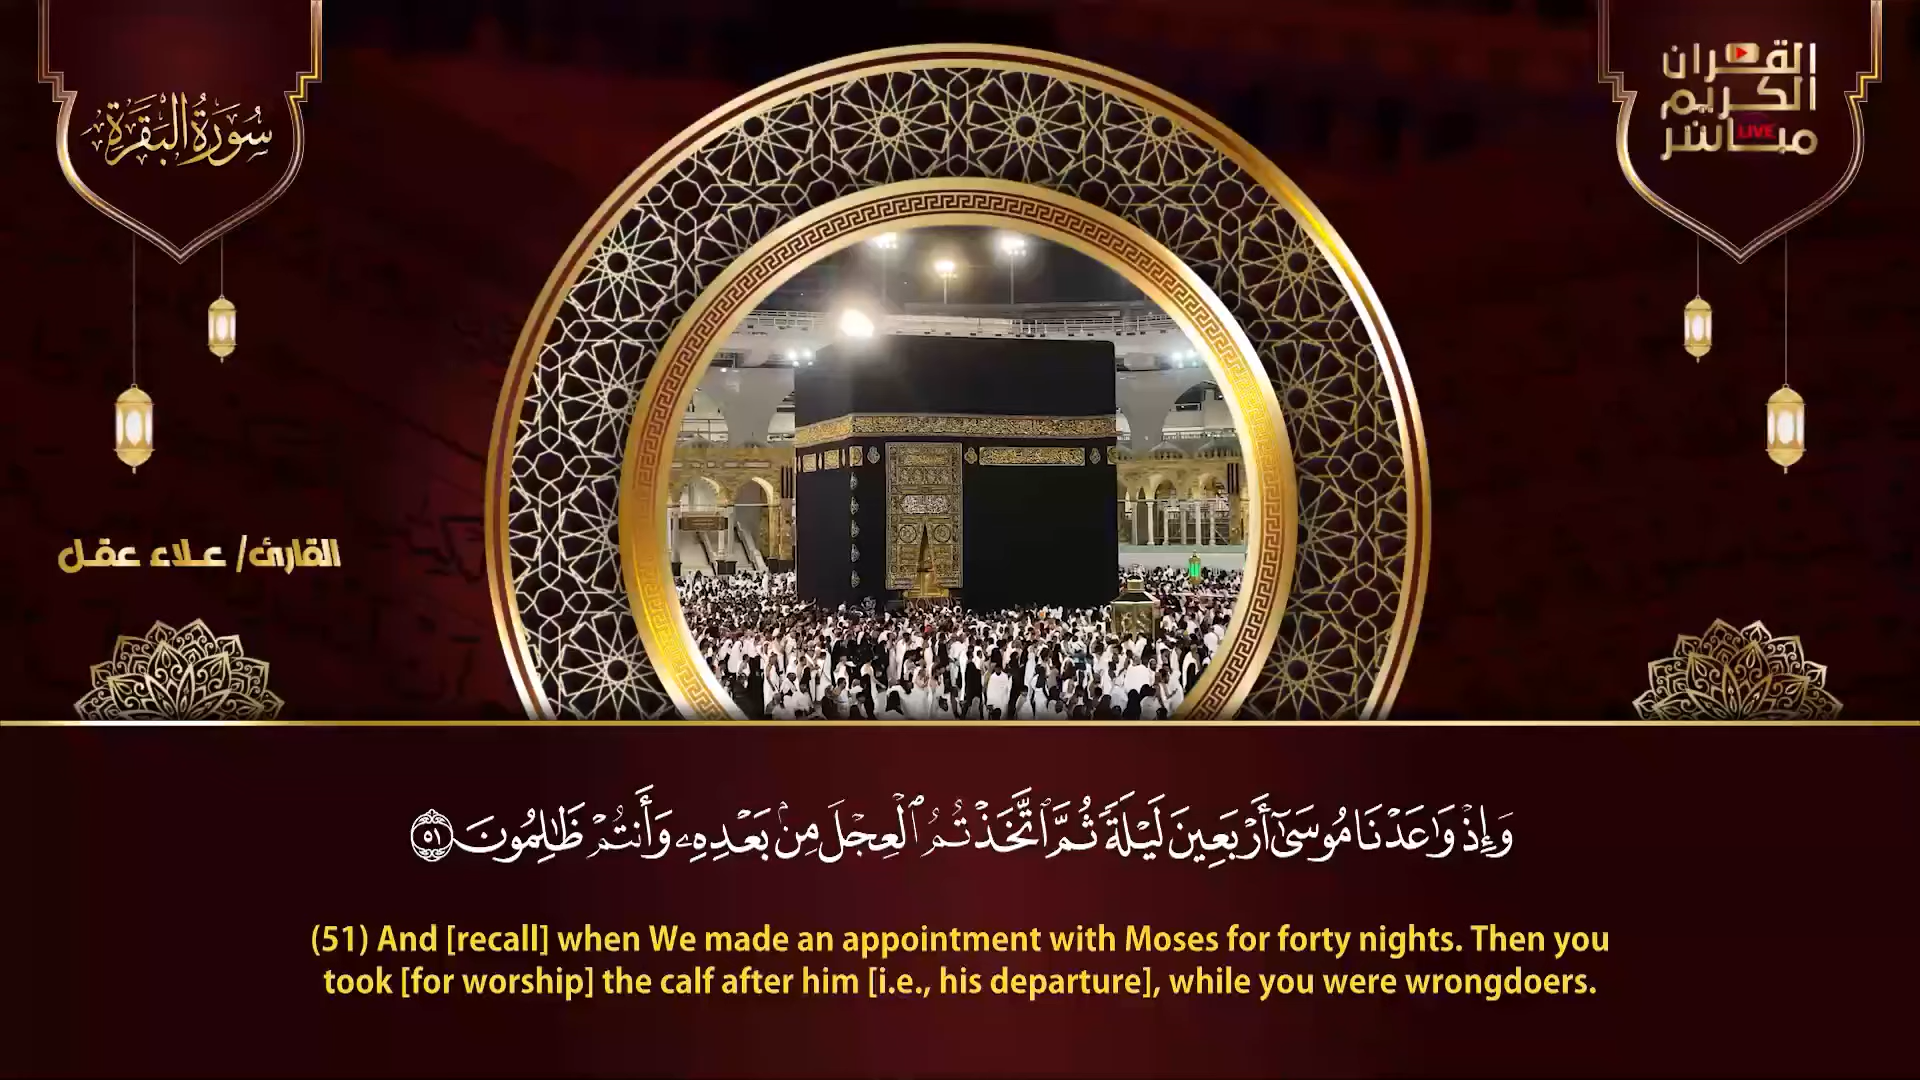 سُورَةُ البَقَرَةِ
القرآن
الكريم
مباشر
LIVE
القارئ/ علاء عقل
وَإِذْ وَٰعَدْنَا مُوسَىٰٓ أَرْبَعِينَ لَيْلَةً ثُمَّ ٱتَّخَذْتُمُ ٱلْعِجْلَ مِنۢ بَعْدِهِۦ وَأَنتُمْ ظَٰلِمُونَ ٥١
(51) And [recall] when We made an appointment with Moses for forty nights. Then you
took [for worship] the calf after him [i.e., his departure], while you were wrongdoers.